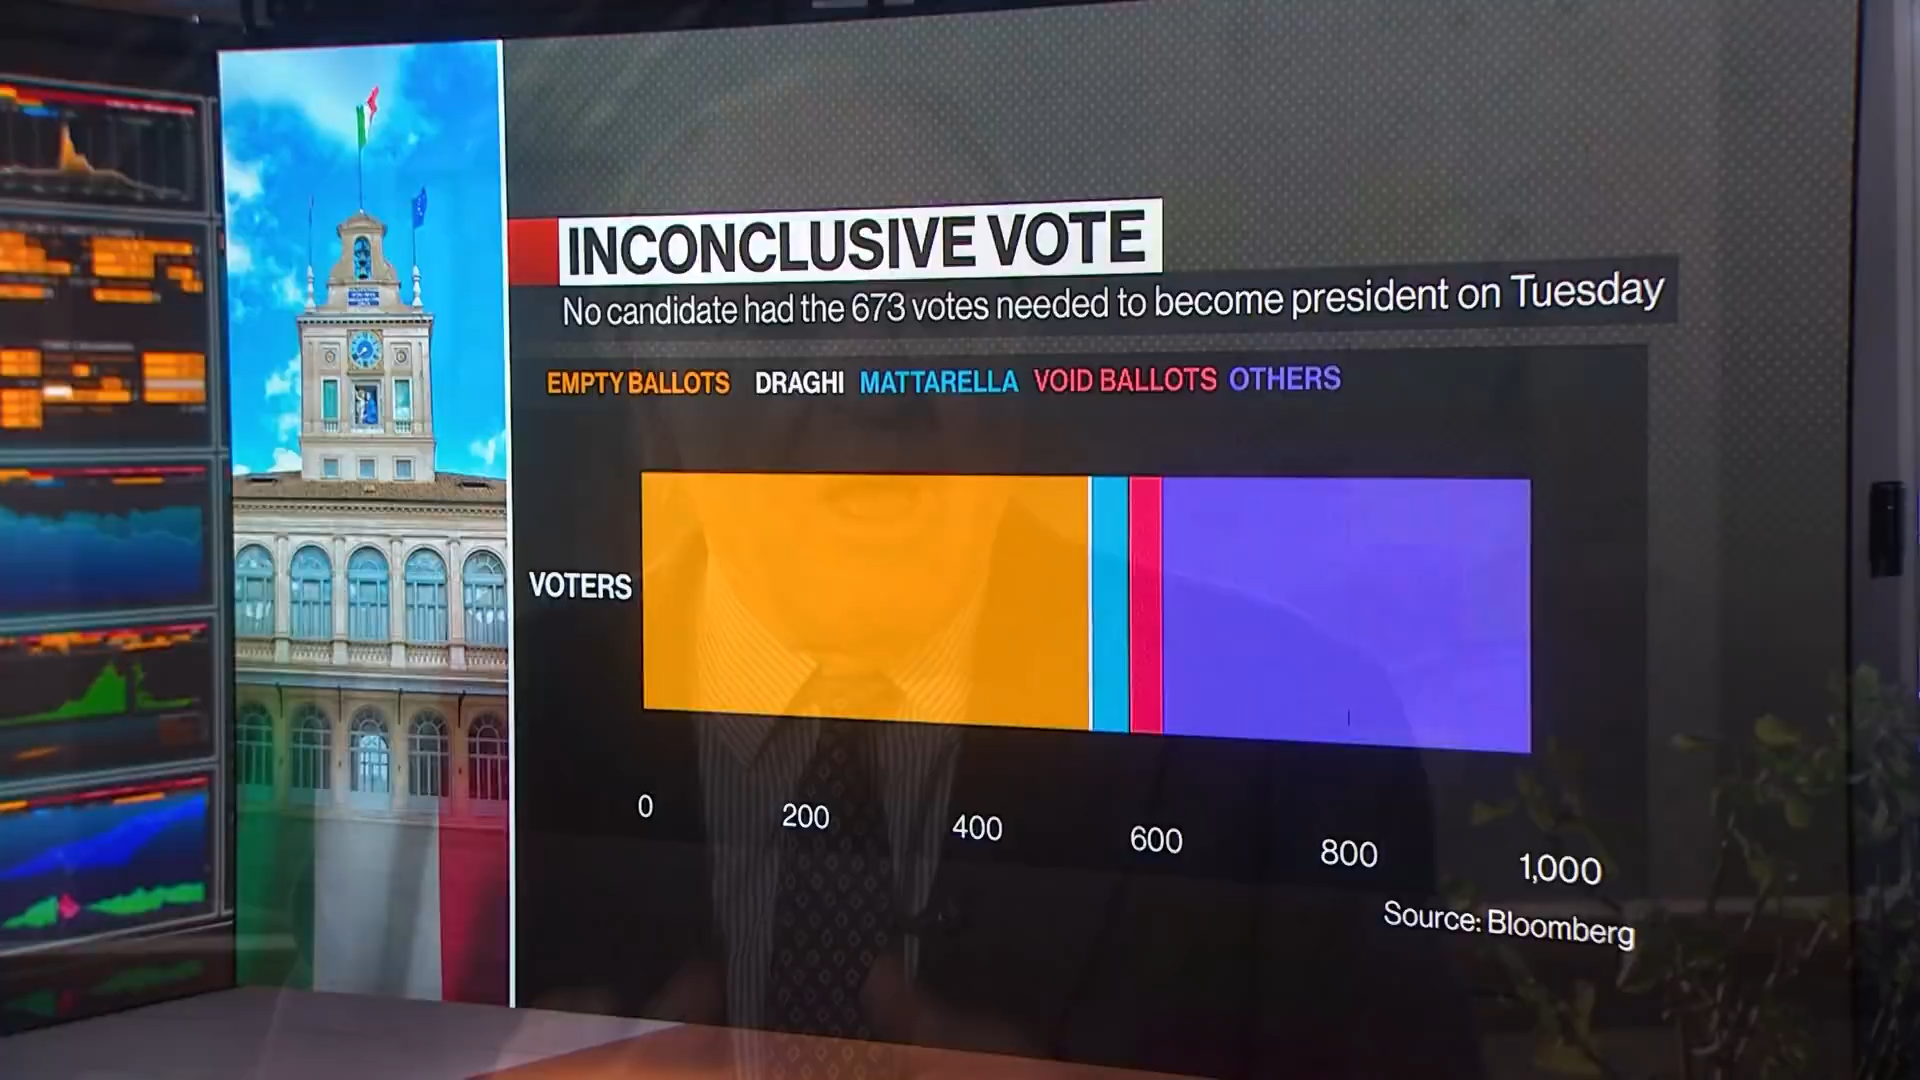 INCONCLUSIVE VOTE
No candidate had the 673 votes needed to become president on Tuesday
EMPTY BALLOTS DRAGHI MATTARELLA VOID BALLOTS OTHERS
VOTERS
0 200 400 600 800 1,000
Source: Bloomberg